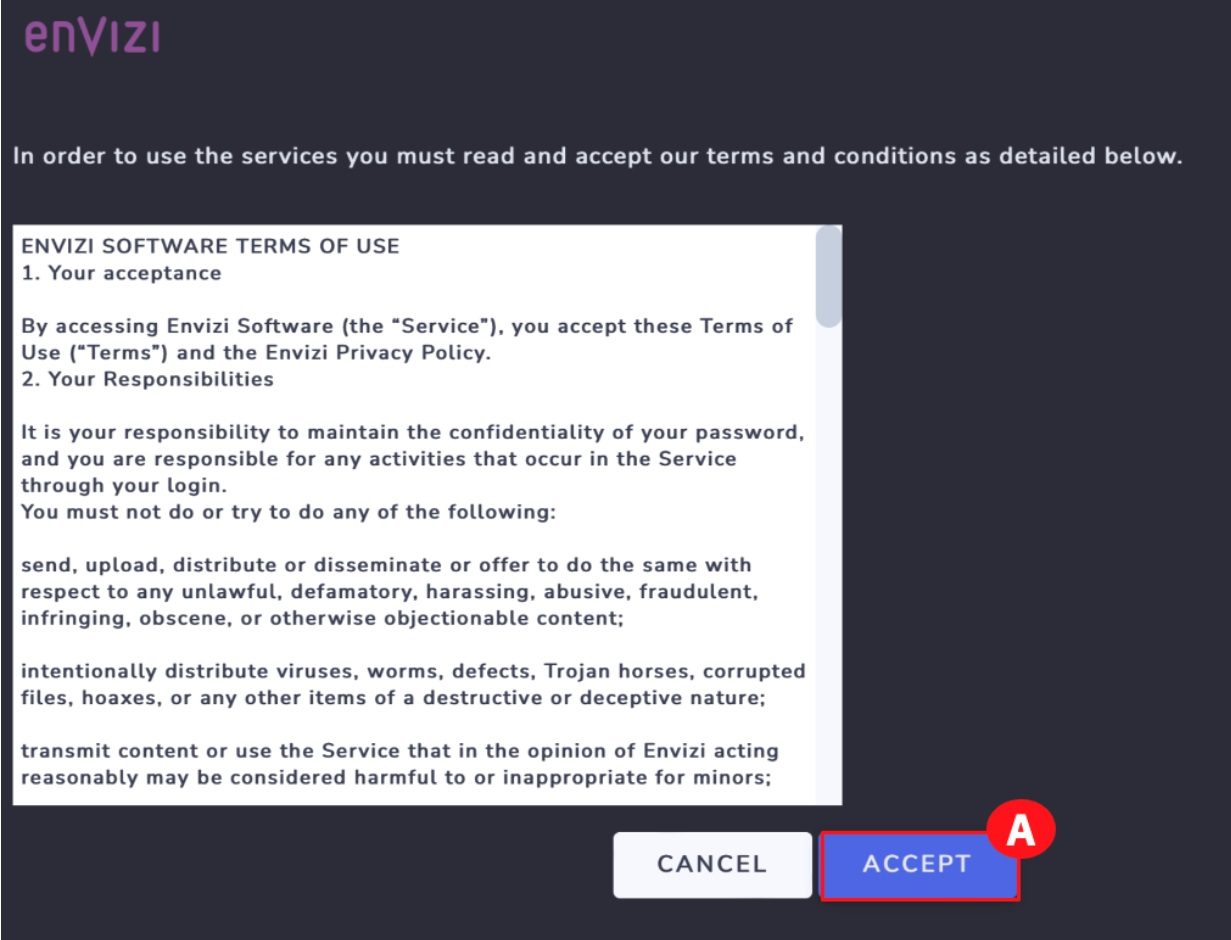 enVIZI
In order to use the services you must read and accept our terms and conditions as detailed below.
ENVIZI SOFTWARE TERMS OF USE
1. Your acceptance
By accessing Envizi Software (the “Service”), you accept these Terms of
Use (“Terms”) and the Envizi Privacy Policy.
2. Your Responsibilities
It is your responsibility to maintain the confidentiality of your password,
and you are responsible for any activities that occur in the Service
through your login.
You must not do or try to do any of the following:
send, upload, distribute or disseminate or offer to do the same with
respect to any unlawful, defamatory, harassing, abusive, fraudulent,
infringing, obscene, or otherwise objectionable content;
intentionally distribute viruses, worms, defects, Trojan horses, corrupted
files, hoaxes, or any other items of a destructive or deceptive nature;
transmit content or use the Service that in the opinion of Envizi acting
reasonably may be considered harmful to or inappropriate for minors;
A
CANCEL ACCEPT